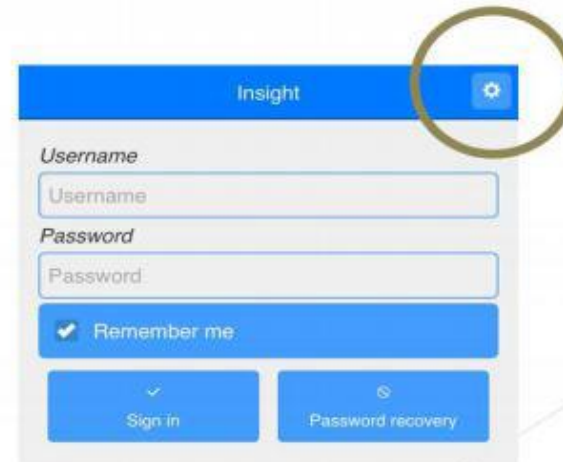 Insight
Username
Username
Password
Password
Remember me
Sign in
Password recovery